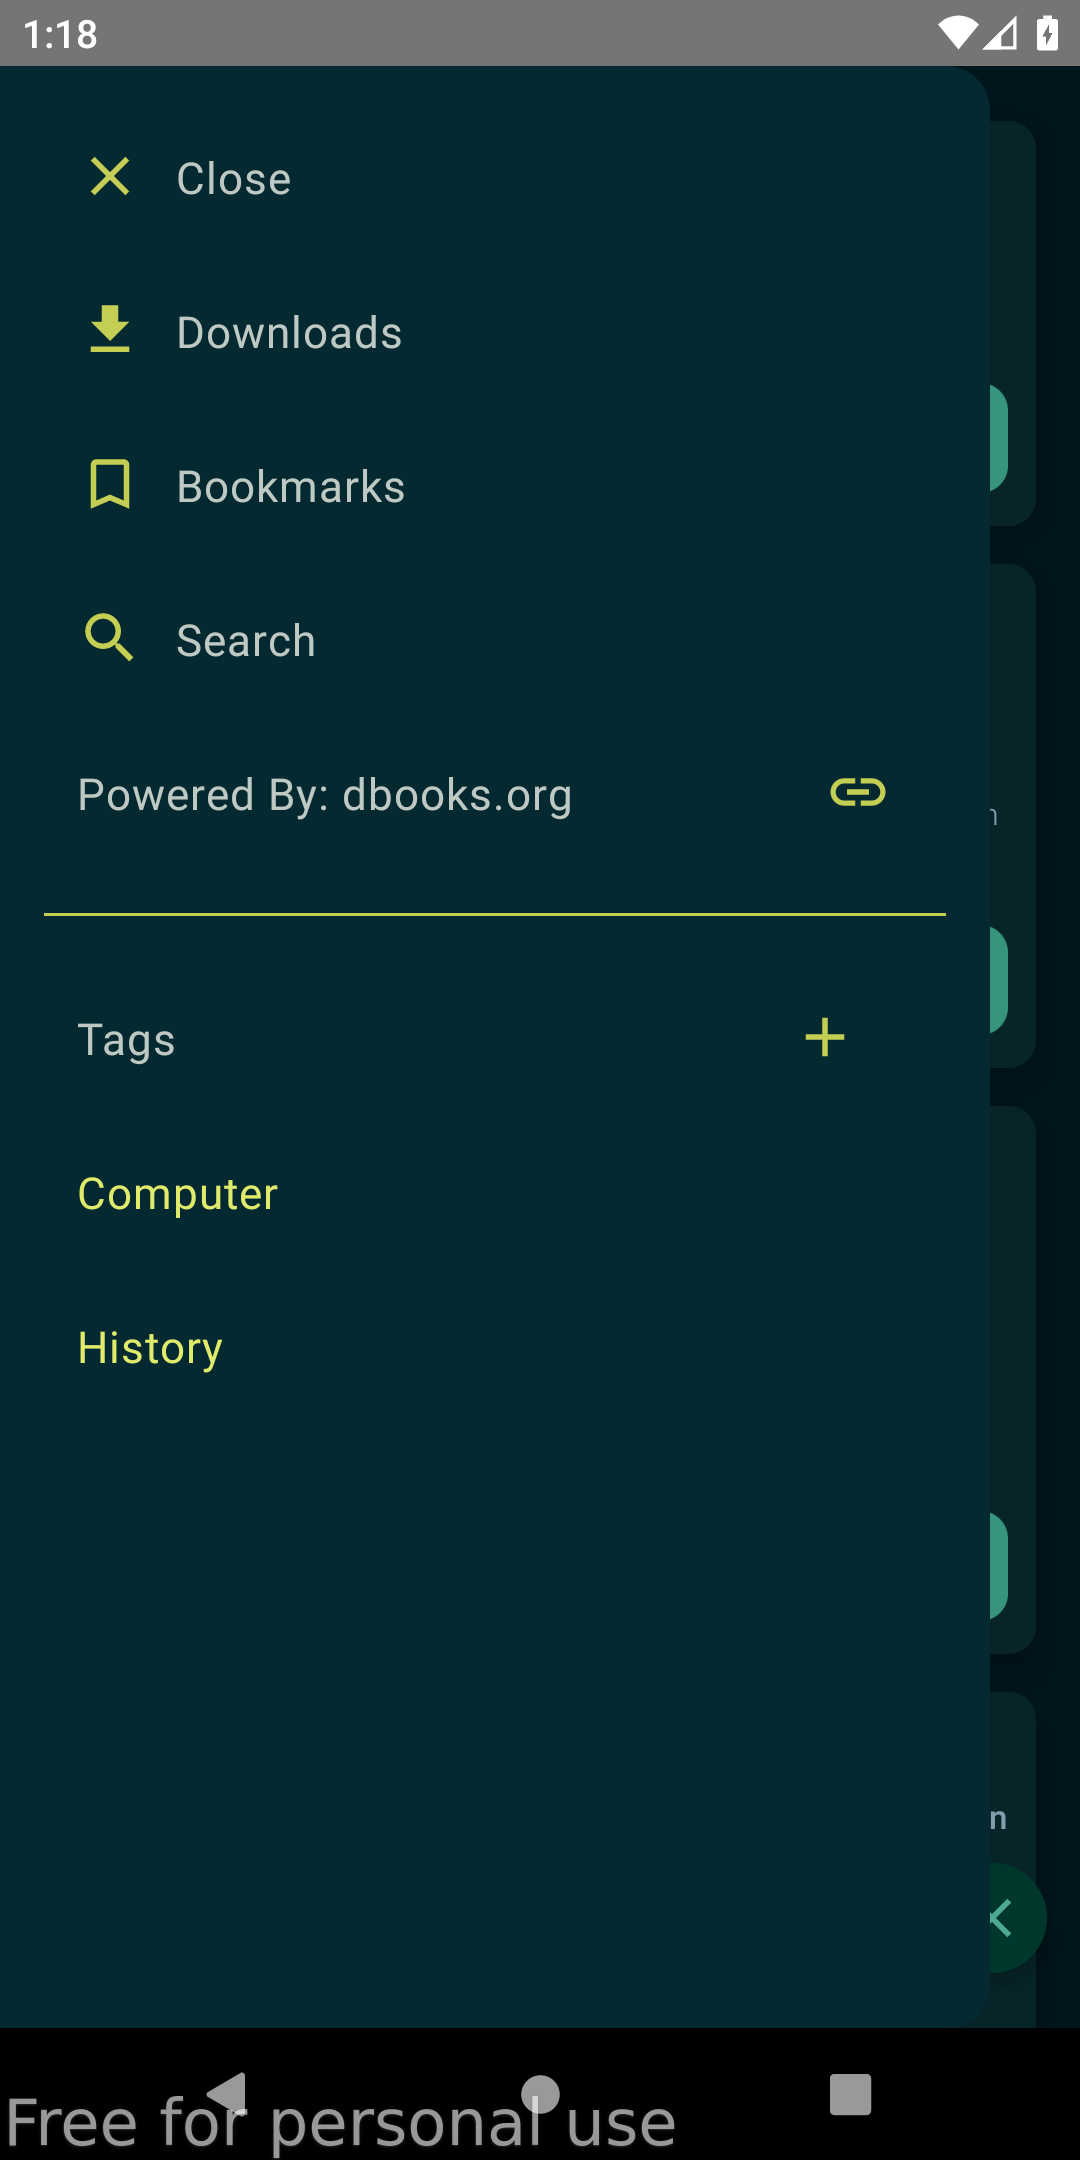 1:18
Close
Downloads
Bookmarks
Search
Powered By: dbooks.org
Tags
Computer
History
n
Free for personal use